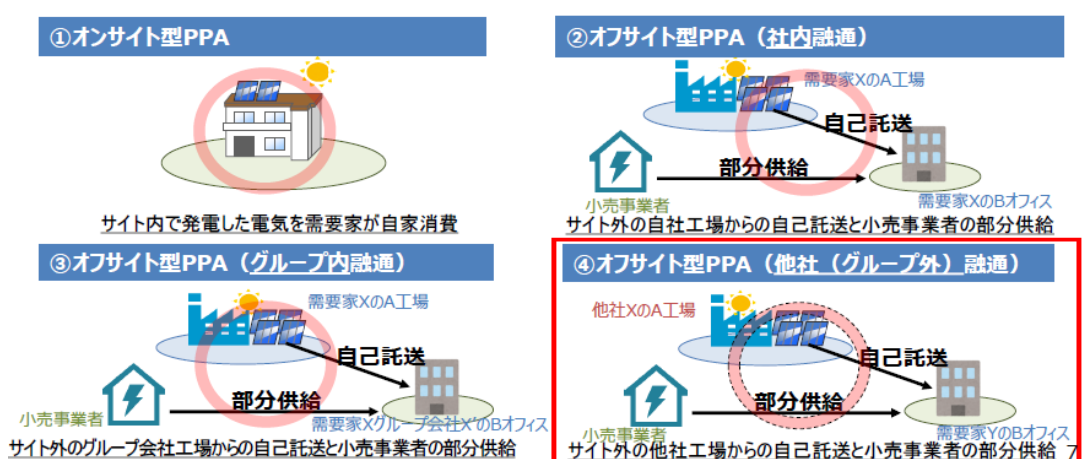 ①オンサイト型PPA
サイト内で発電した電気を需要家が自家消費
②オフサイト型PPA（社内融通）
需要家XのA工場
自己託送
部分供給
小売事業者
需要家XのBオフィス
サイト外の自社工場からの自己託送と小売事業者の部分供給
③オフサイト型PPA（グループ内融通）
需要家XのA工場
自己託送
部分供給
小売事業者
需要家Xグループ会社X'のBオフィス
サイト外のグループ会社工場からの自己託送と小売事業者の部分供給
④オフサイト型PPA（他社（グループ外）融通）
他社XのA工場
自己託送
部分供給
小売事業者
需要家YのBオフィス
サイト外の他社工場からの自己託送と小売事業者の部分供給
7